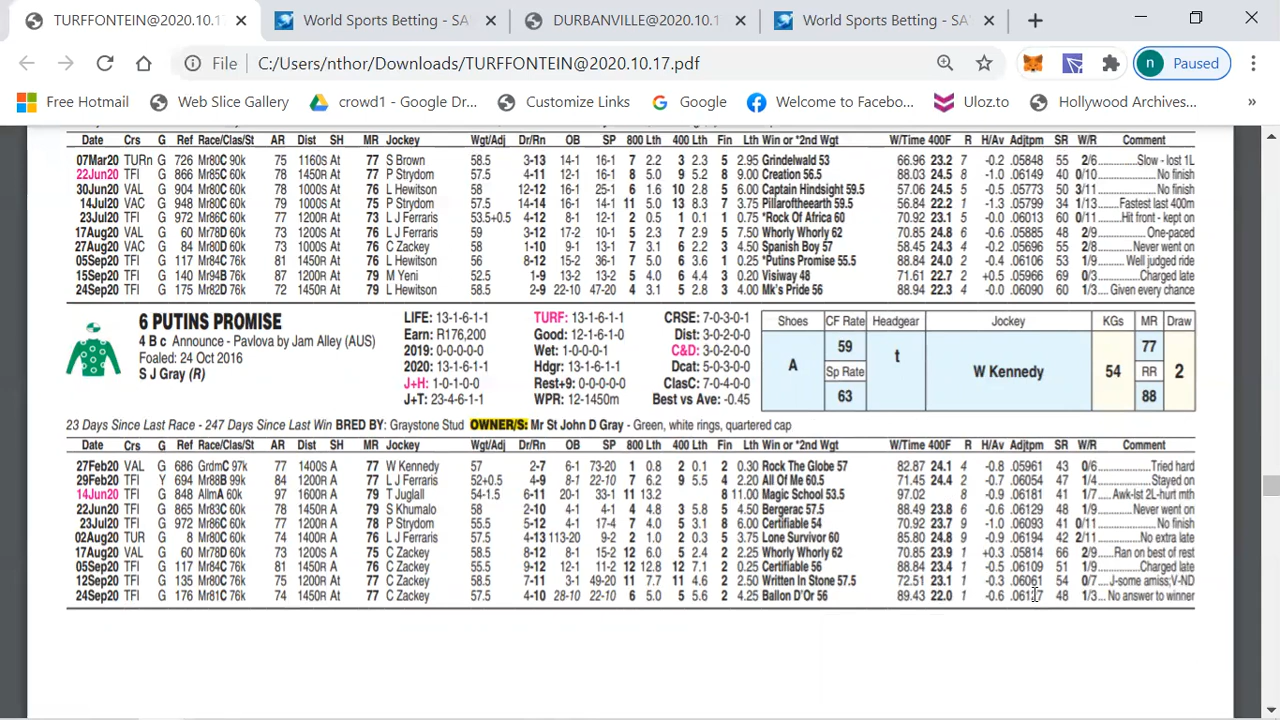 TURFFONTEIN@2020.10.1
World Sports Betting - SA
DURBANVILLE@2020.10.1
World Sports Betting - SA
File C:/Users/nthor/Downloads/TURFFONTEIN@2020.10.17.pdf
n Paused
Free Hotmail Web Slice Gallery crowd1 - Google Dr... Customize Links Google Welcome to Facec... Uloz.to Hollywood Archives... »
Date Crs G Ref Race/Clas/St AR Dist SH MR Jockey Wgt/Adj Dr/Rn OB SP 800 Lth 400 Lth Fin Lth Win or *2nd Wgt W/Time 400F R H/Av Adjtpm SR W/R Comment
07Mar20 TURn G 726 Mr85C 90k 75 1160S At 77 S Brown 58.5 3-13 14-1 16-1 7 2.2 3 2.3 5 2.95 Grindelwald 53 66.96 23.2 7 -0.2 .05848 55 2/6 Slow - lost 1L
22Jun20 TFI G 866 Mr85C 60k 78 1450R At 77 P Strydom 57.5 4-11 12-1 16-1 8 5.0 9 5.2 8 9.00 Creation 56.5 88.03 24.5 8 -1.0 .06149 40 0/10 No finish
30Jun20 VAL G 904 Mr80C 60k 78 1000S At 76 L Hewitson 58 12-12 16-1 25-1 6 1.6 10 2.8 5 4.50 Captain Hindsight 59.5 57.06 24.5 5 -0.5 .05773 50 3/11 No finish
14Jul20 VAC G 948 Mr80C 60k 79 1000S At 75 P Strydom 57.5 14-14 16-1 14-1 11 5.0 13 8.3 7 3.75 Pillaroftheearth 59.5 56.84 22.2 1 -1.3 .05799 34 1/13 Fastest last 400m
23Jul20 TFI G 972 Mr86C 60k 73 1200R At 73 L J Ferraris 53.5+0.5 4-12 8-1 12-1 2 0.5 1 0.1 1 0.75 *Rock Of Africa 60 70.92 23.1 5 -0.0 .06013 60 0/11 Hit front - kept on
17Aug20 VAL G 60 Mr78D 60k 73 1200S At 76 L J Ferraris 59 3-12 17-2 10-1 5 2.3 7 2.9 5 7.50 Whorly Whorly 62 70.85 24.8 6 -0.6 .05885 48 2/9 One-paced
27Aug20 VAC G 84 Mr80D 60k 73 1000S At 76 C Zackey 58 1-10 9-1 13-1 7 3.1 6 2.2 3 4.50 Spanish Boy 57 58.45 24.3 4 -0.2 .05696 55 2/8 Never went on
05Sep20 TFI G 117 Mr84C 76k 81 1450R At 76 L Hewitson 56 8-12 15-2 36-1 7 5.0 6 3.6 1 0.25 *Putins Promise 55.5 88.84 24.0 2 -0.4 .06106 53 1/9 Well judged ride
15Sep20 TFI G 140 Mr94B 76k 87 1200R At 79 M Yeni 52.5 1-9 13-2 13-2 5 4.0 6 4.4 3 0.20 Visiway 48 71.61 22.7 2 +0.5 .05966 69 0/3 Charged late
24Sep20 TFI G 175 Mr82D 76k 72 1450R At 79 L Hewitson 58.5 2-9 22-10 47-20 4 3.1 5 2.8 3 4.00 Mk's Pride 56 88.94 22.3 4 -0.0 .06090 60 1/3 Given every chance
6 PUTINS PROMISE
4 B c Announce - Pavlova by Jam Alley (AUS)
Foaled: 24 Oct 2016
S J Gray (R)
LIFE: 13-1-6-1-1 TURF: 13-1-6-1-1 CRSE: 7-0-3-0-1
Earn: R176,200 Good: 12-1-6-1-0 Dist: 3-0-2-0-0
2019: 0-0-0-0-0 Wet: 1-0-0-0-1 C&D: 3-0-2-0-0
2020: 13-1-6-1-1 Hdgr: 13-1-6-1-1 Dcat: 5-0-3-0-0
J+H: 1-0-1-0-0 Rest+9: 0-0-0-0-0 ClasC: 7-0-4-0-0
J+T: 23-4-6-1-1 WPR: 12-1450m Best vs Ave: -0.45
Shoes CF Rate Headgear Jockey KGs MR Draw
A 59 t W Kennedy 54 77 2
Sp Rate RR
63 88
23 Days Since Last Race - 247 Days Since Last Win BRED BY: Graystone Stud OWNER/S: Mr St John D Gray - Green, white rings, quartered cap
Date Crs G Ref Race/Clas/St AR Dist SH MR Jockey Wgt/Adj Dr/Rn OB SP 800 Lth 400 Lth Fin Lth Win or *2nd Wgt W/Time 400F R H/Av Adjtpm SR W/R Comment
27Feb20 VAL G 686 GrdmC 97k 77 1400S A 77 W Kennedy 57 2-7 6-1 73-20 1 0.8 2 0.1 2 0.30 Rock The Globe 57 82.87 24.1 4 -0.8 .05961 43 0/6 Tried hard
29Feb20 TFI Y 694 Mr88B 99k 84 1200R A 77 L J Ferraris 52+0.5 4-9 8-1 22-10 7 6.2 9 5.5 4 2.20 All Of Me 60.5 71.45 24.4 2 -0.7 .06054 47 1/4 Stayed on
14Jun20 TFI G 848 AllmA 60k 97 1600R A 79 T Juglall 54-1.5 6-11 20-1 33-1 11 13.2 8 11.00 Magic School 53.5 97.02 8 -0.9 .06181 41 1/7 Awk-lst 2L-hurt mth
22Jun20 TFI G 865 Mr83C 60k 78 1450R A 79 S Khumalo 58 2-10 4-1 4-1 4 4.8 3 5.8 5 4.50 Bergerac 57.5 88.49 23.8 6 -0.6 .06129 48 1/9 Never went on
23Jul20 TFI G 972 Mr86C 60k 73 1200R A 78 P Strydom 55.5 5-12 4-1 17-4 7 4.0 5 3.1 8 6.00 Certifiable 54 70.92 23.7 9 -1.0 .06093 41 0/11 No finish
02Aug20 TUR G 8 Mr80C 60k 74 1400R A 76 L J Ferraris 57.5 4-13 113-20 9-2 2 1.0 2 0.3 5 3.75 Lone Survivor 60 85.80 24.8 9 -0.9 .06194 42 2/11 No extra late
17Aug20 VAL G 60 Mr78D 60k 73 1200S A 75 C Zackey 58.5 8-12 8-1 15-2 12 6.0 5 2.4 2 1.25 Whorly Whorly 62 70.85 23.9 1 +0.3 .05814 66 2/9 Ran on best of rest
05Sep20 TFI G 117 Mr84C 76k 81 1450R A 76 C Zackey 55.5 9-12 8-1 12-1 12 12.8 12 7.1 2 0.25 Certifiable 56 88.84 23.4 1 -0.5 .06109 51 1/9 Charged late
12Sep20 TFI G 135 Mr80C 76k 75 1200R A 77 C Zackey 58.5 7-11 3-1 49-20 11 7.7 11 4.6 2 2.50 Written In Stone 57.5 72.51 23.1 1 -0.3 .06061 54 0/7 J-some amiss;V-ND
24Sep20 TFI G 176 Mr81C 76k 74 1450R A 77 C Zackey 57.5 4-10 28-10 22-10 6 5.0 5 5.6 2 4.25 Ballon D'Or 56 89.43 22.0 1 -0.6 48 1/3 No answer to winner